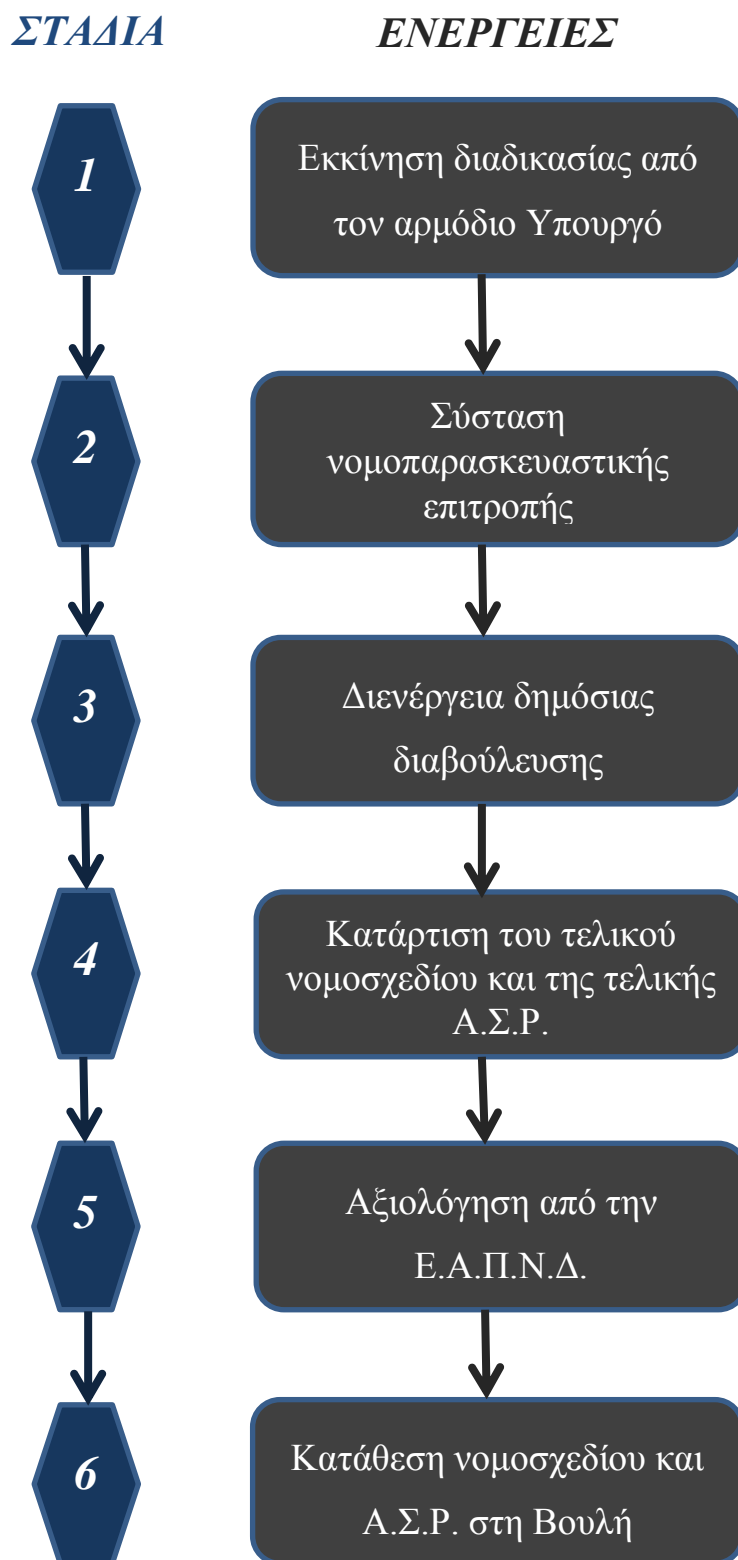 ΣΤΑΔΙΑ ΕΝΕΡΓΕΙΕΣ
1
Εκκίνηση διαδικασίας από
τον αρμόδιο Υπουργό
2
Σύσταση
νομοπαρασκευαστικής
επιτροπής
3
Διενέργεια δημόσιας
διαβούλευσης
4
Κατάρτιση του τελικού
νομοσχεδίου και της τελικής
Α.Σ.Ρ.
5
Αξιολόγηση από την
Ε.Α.Π.Ν.Δ.
6
Κατάθεση νομοσχεδίου και
Α.Σ.Ρ. στη Βουλή